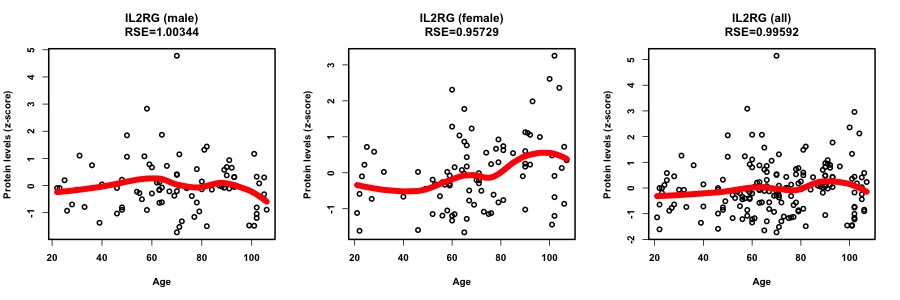 IL2RG (male)
RSE=1.00344
Protein levels (z-score)
5
4
3
2
1
0
-1
20 40 60 80 100
Age
IL2RG (female)
RSE=0.95729
Protein levels (z-score)
3
2
1
0
-1
20 40 60 80 100
Age
IL2RG (all)
RSE=0.99592
Protein levels (z-score)
5
4
3
2
1
0
-1
-2
20 40 60 80 100
Age